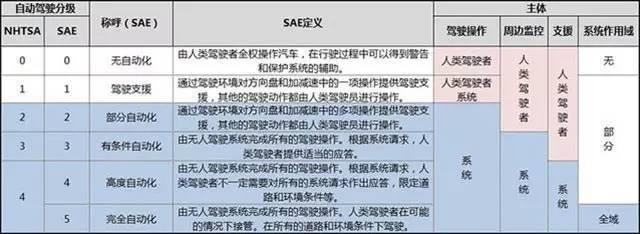 自动驾驶分级 称呼（SAE） SAE定义 主体
NHTSA SAE 驾驶操作 周边监控 支援 系统作用域
0 0 无自动化 由人类驾驶者全权操作汽车，在行驶过程中可以得到警告
和保护系统的辅助。 人类驾驶者 人类驾驶者 人类驾驶者 无
1 1 驾驶支援 通过驾驶环境对方向盘和加减速中的一项操作提供驾驶支
援，其他的驾驶动作都由人类驾驶员进行操作。 人类驾驶者
系统 部分
2 2 部分自动化 通过驾驶环境对方向盘和加减速中的多项操作提供驾驶支
援，其他的驾驶动作都由人类驾驶员进行操作。 系统
3 3 有条件自动化 由无人驾驶系统完成所有的驾驶操作。根据系统请求，人
类驾驶者提供适当的应答。 系统
4 4 高度自动化 由无人驾驶系统完成所有的驾驶操作。根据系统请求，人
类驾驶者不一定需要对所有的系统请求作出应答，限定道
路和环境条件等。 系统
5 完全自动化 由无人驾驶系统完成所有的驾驶操作。人类驾驶者在可能
的情况下接管。在所有的道路和环境条件下驾驶。 全域